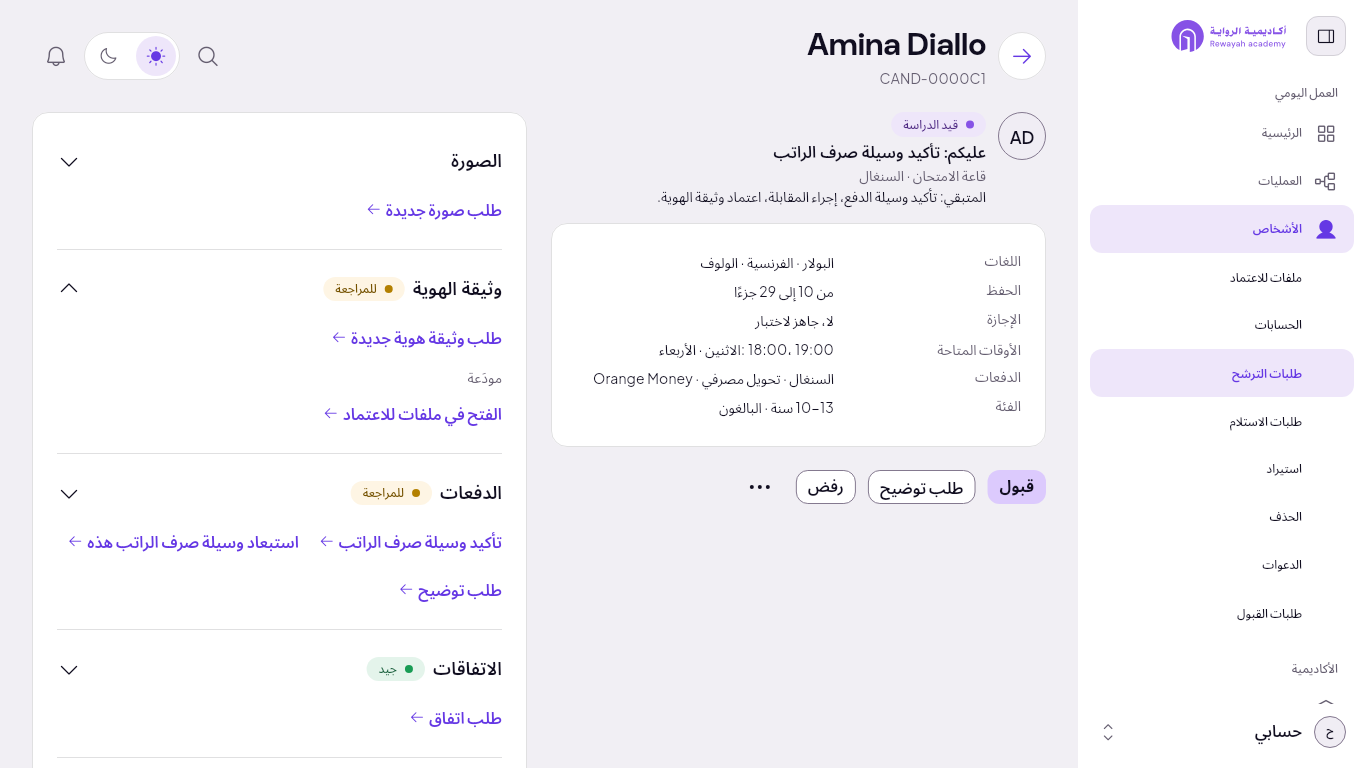 أكاديمية الرواية
Rewayah academy
العمل اليومي
الرئيسية
العمليات
الأشخاص
ملفات للاعتماد
الحسابات
طلبات الترشح
طلبات الاستلام
استيراد
الحذف
الدعوات
طلبات القبول
الأكاديمية
ح
حسابي
Amina Diallo
CAND-0000C1
AD
قيد الدراسة
عليكم: تأكيد وسيلة صرف الراتب
قاعة الامتحان · السنغال
المتبقي: تأكيد وسيلة الدفع، إجراء المقابلة، اعتماد وثيقة الهوية.
اللغات
البولار · الفرنسية · الولوف
الحفظ
من 10 إلى 29 جزءًا
الإجازة
لا، جاهز لاختبار
الأوقات المتاحة
18:00، 19:00 :الاثنين · الأربعاء
الدفعات
السنغال · تحويل مصرفي · Orange Money
الفئة
10–13 سنة · البالغون
قبول
طلب توضيح
رفض
الصورة
طلب صورة جديدة ←
وثيقة الهوية
للمراجعة
طلب وثيقة هوية جديدة ←
مودَعة
الفتح في ملفات للاعتماد ←
الدفعات
للمراجعة
تأكيد وسيلة صرف الراتب ←
استبعاد وسيلة صرف الراتب هذه ←
طلب توضيح ←
الاتفاقات
جيد
طلب اتفاق ←